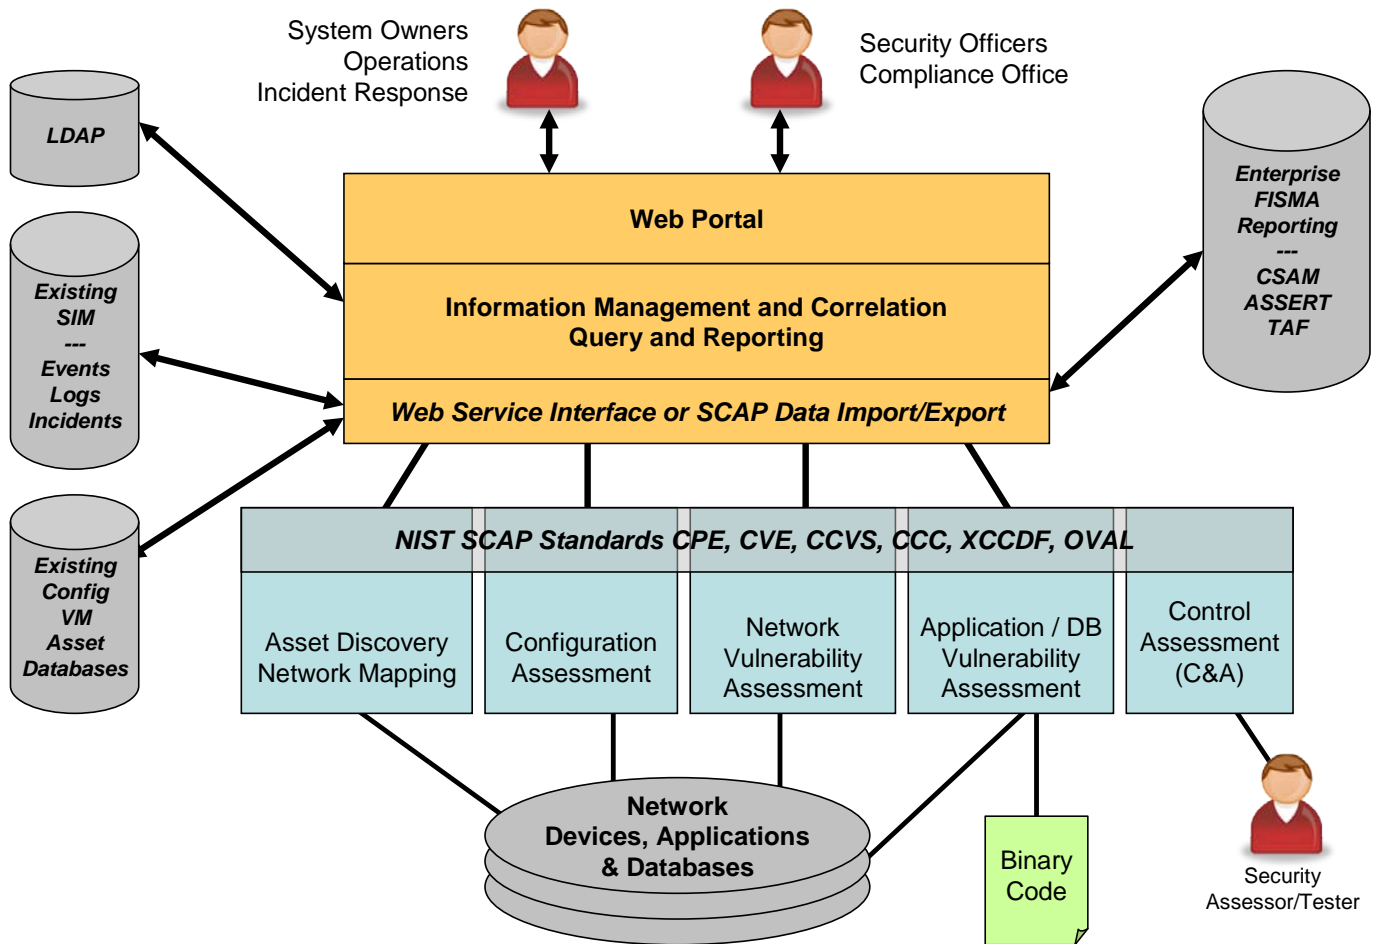 System Owners
Operations
Incident Response
Security Officers
Compliance Office
LDAP
Existing
SIM
---
Events
Logs
Incidents
Existing
Config
VM
Asset
Databases
Enterprise
FISMA
Reporting
---
CSAM
ASSERT
TAF
Web Portal
Information Management and Correlation
Query and Reporting
Web Service Interface or SCAP Data Import/Export
NIST SCAP Standards CPE, CVE, CCVS, CCC, XCCDF, OVAL
Asset Discovery
Network Mapping
Configuration
Assessment
Network
Vulnerability
Assessment
Application / DB
Vulnerability
Assessment
Control
Assessment
(C&A)
Network
Devices, Applications
& Databases
Binary
Code
Security
Assessor/Tester